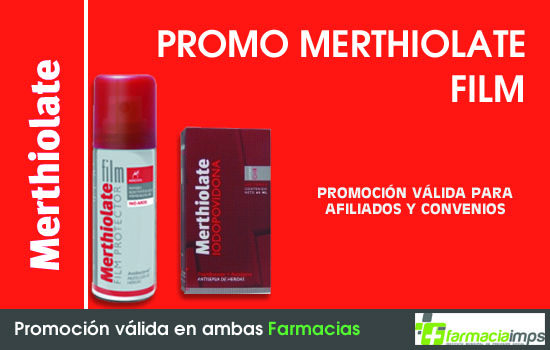 PROMO MERTHIOLATE
FILM
Merthiolate
Merthiolate film
FILM PROTECTOR
Merthiolate
IODOPOVIDONA
ANTISEPSIA DE HERIDAS
PROMOCIÓN VÁLIDA PARA
AFILIADOS Y CONVENIOS
Promoción válida en ambas Farmacias
farmaciaimps